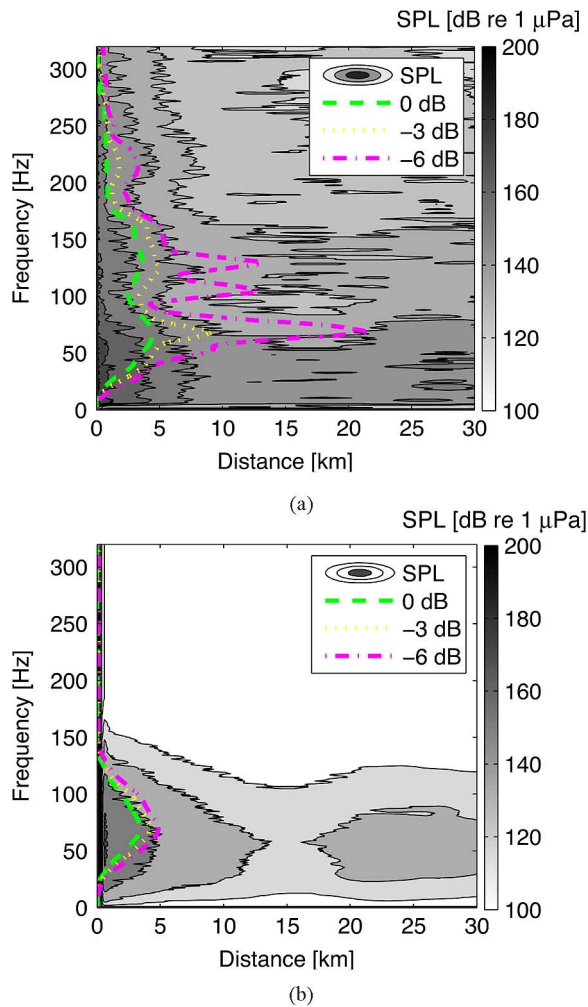 SPL [dB re 1 µPa]
300
250
200
150
100
50
0
Frequency [Hz]
SPL
0 dB
−3 dB
−6 dB
200
180
160
140
120
100
0 5 10 15 20 25 30
Distance [km]
(a)
SPL [dB re 1 µPa]
300
250
200
150
100
50
0
Frequency [Hz]
SPL
0 dB
−3 dB
−6 dB
200
180
160
140
120
100
0 5 10 15 20 25 30
Distance [km]
(b)